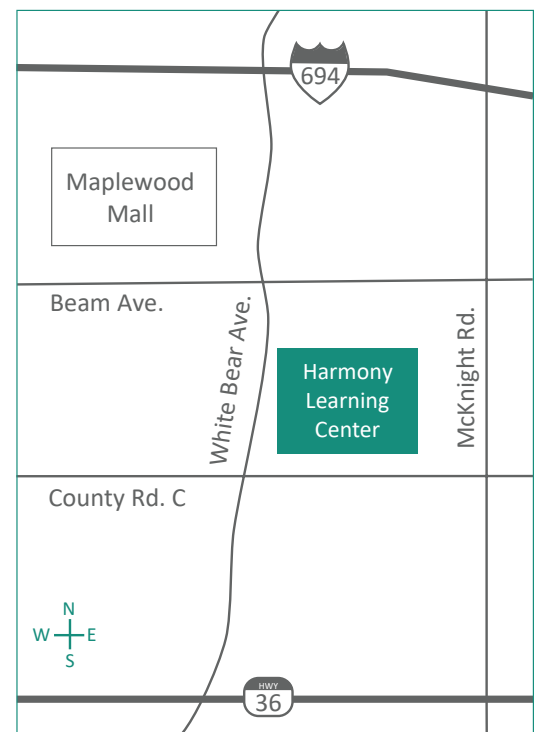 694
Maplewood
Mall
Beam Ave.
White Bear Ave.
McKnight Rd.
Harmony
Learning
Center
County Rd. C
N
W E
S
HWY
36